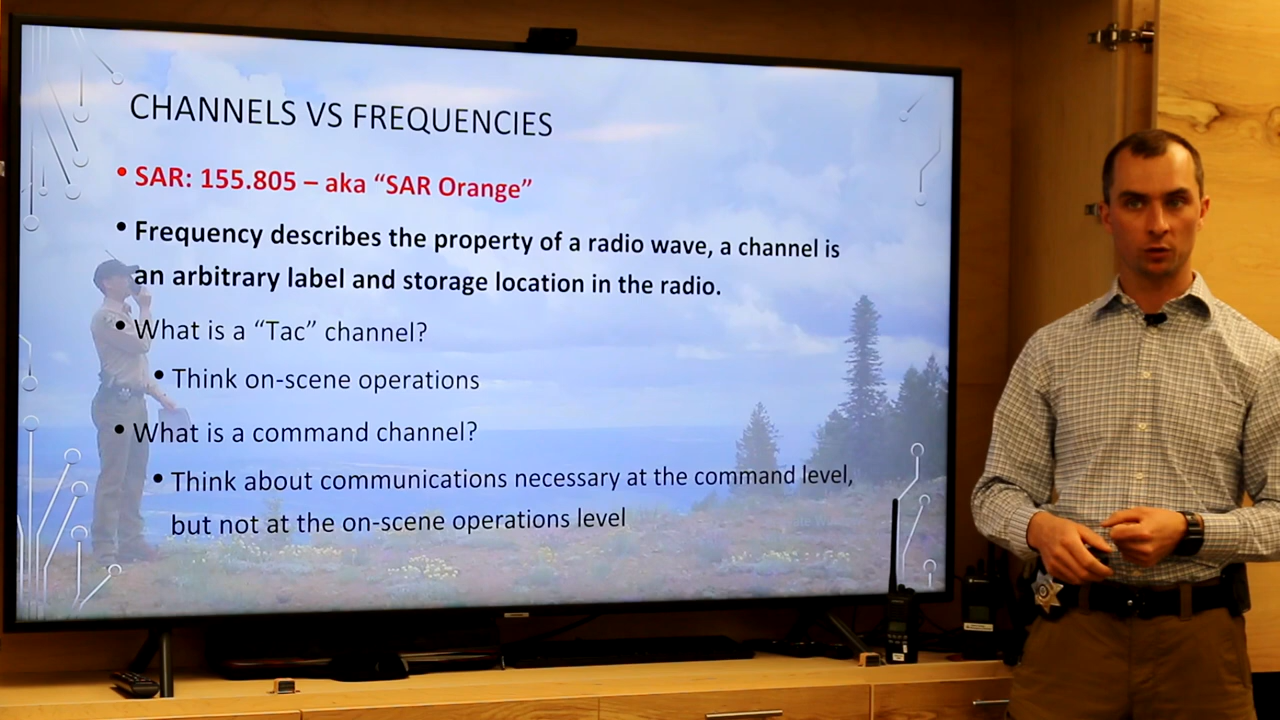 CHANNELS VS FREQUENCIES
• SAR: 155.805 – aka “SAR Orange”
• Frequency describes the property of a radio wave, a channel is
an arbitrary label and storage location in the radio.
• What is a “Tac” channel?
• Think on-scene operations
• What is a command channel?
• Think about communications necessary at the command level,
but not at the on-scene operations level